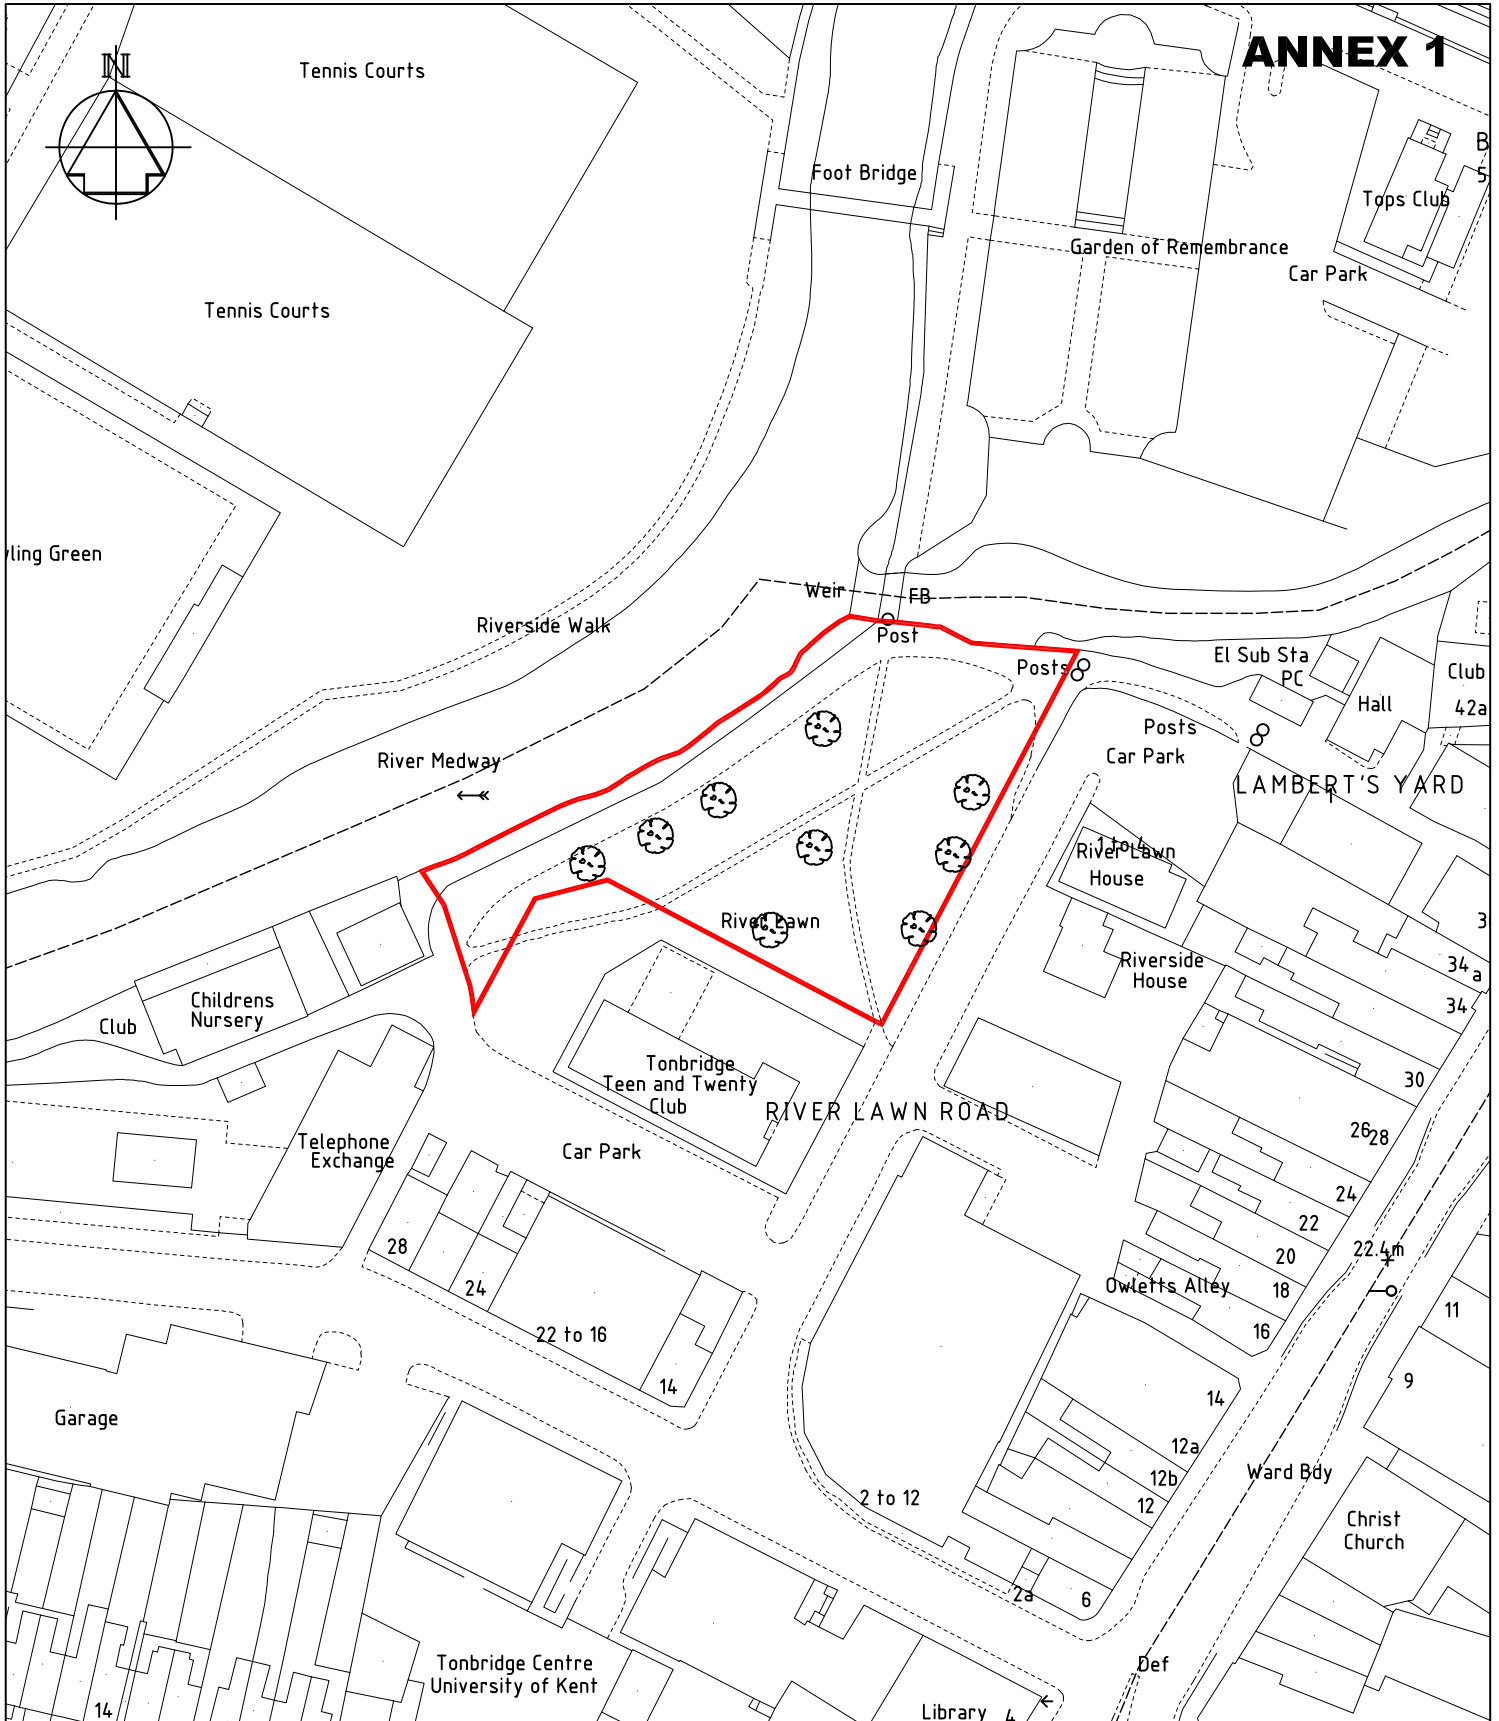 ANNEX 1
N
Tennis Courts
Foot Bridge
B
5
Tops Club
Garden of Remembrance
Car Park
Tennis Courts
ling Green
Weir
FB
Riverside Walk
Post
Posts
El Sub Sta
PC
Club
42a
Hall
Posts
Car Park
River Medway
LAMBERT'S YARD
1 to 4
River Lawn
House
River Lawn
3
Riverside
House
34a
34
Childrens
Nursery
Club
Tonbridge
Teen and Twenty
Club
30
RIVER LAWN ROAD
26
28
Telephone
Exchange
Car Park
24
22
28
20
22.4m
24
Owletts Alley
18
11
22 to 16
16
14
9
14
Garage
12a
12b
Ward Bdy
2 to 12
12
Christ
Church
2a
6
Tonbridge Centre
University of Kent
Def
14
Library
4